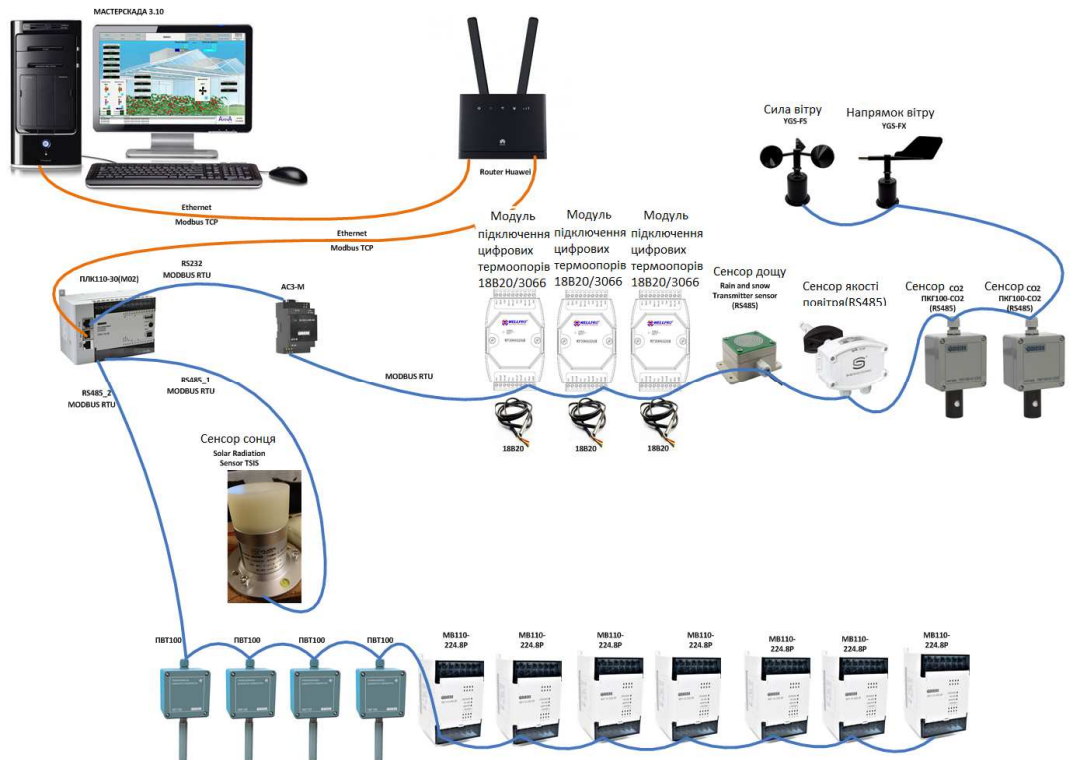 МАСТЕРСКАДА 3.10
Router Huawei
Ethernet
Modbus TCP
Ethernet
Modbus TCP
Сила вітру
YGS-FS
Напрямок вітру
YGS-FX
ПЛК110-30(М02)
RS232
MODBUS RTU
АС3-М
Модуль
підключення
цифрових
термоопорів
18B20/3066
Модуль
підключення
цифрових
термоопорів
18B20/3066
Модуль
підключення
цифрових
термоопорів
18B20/3066
WELLPRO
WELLPRO
WELLPRO
Сенсор дощу
Rain and snow
Transmitter sensor
(RS485)
Сенсор якості
повітря(RS485)
Сенсор CO2
ПКГ100-CO2
(RS485)
Сенсор CO2
ПКГ100-CO2
(RS485)
MODBUS RTU
RS485_1
MODBUS RTU
RS485_2
MODBUS RTU
18B20
18B20
18B20
Сенсор сонця
Solar Radiation
Sensor TSIS
ПВТ100
ПВТ100
ПВТ100
ПВТ100
МВ110-
224.8Р
МВ110-
224.8Р
МВ110-
224.8Р
МВ110-
224.8Р
МВ110-
224.8Р
МВ110-
224.8Р
МВ110-
224.8Р